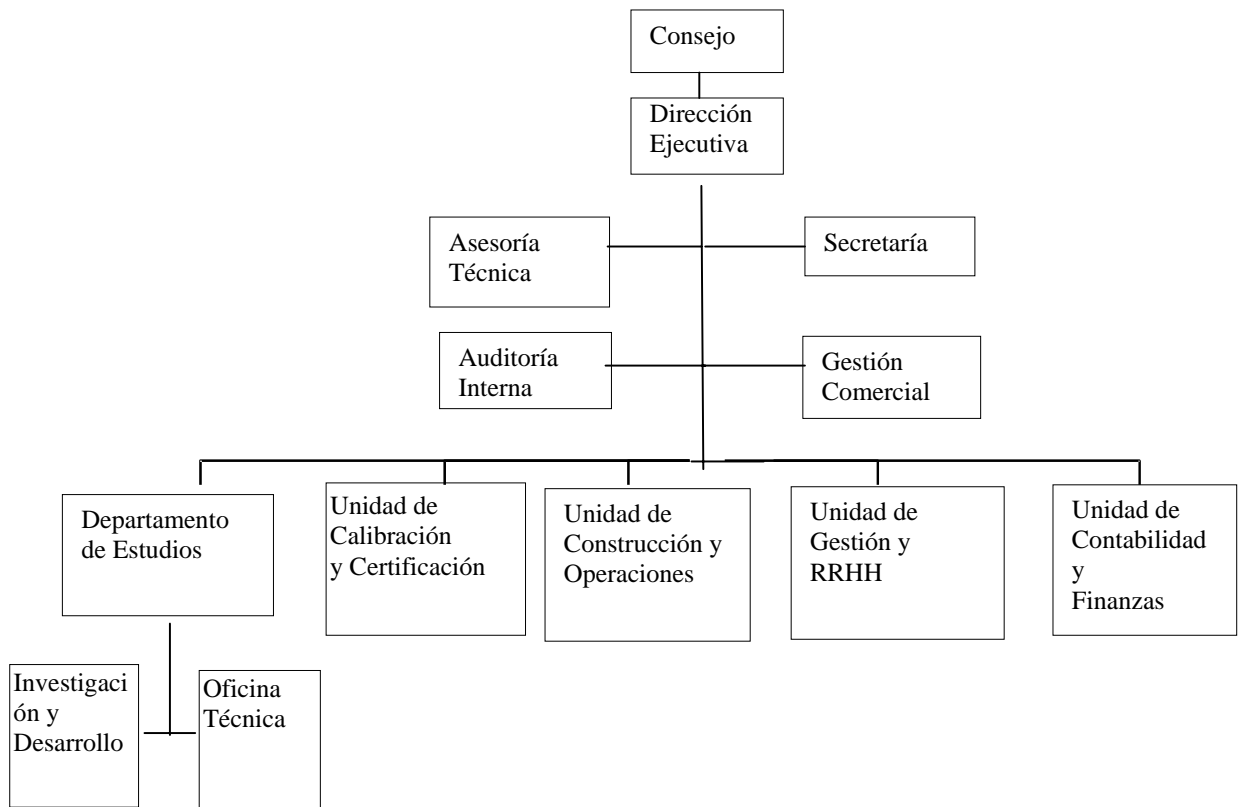 Consejo
Dirección
Ejecutiva
Asesoría
Técnica
Secretaría
Auditoría
Interna
Gestión
Comercial
Departamento
de Estudios
Unidad de
Calibración
y Certificación
Unidad de
Construcción y
Operaciones
Unidad de
Gestión y
RRHH
Unidad de
Contabilidad
y
Finanzas
Investigaci
ón y
Desarrollo
Oficina
Técnica